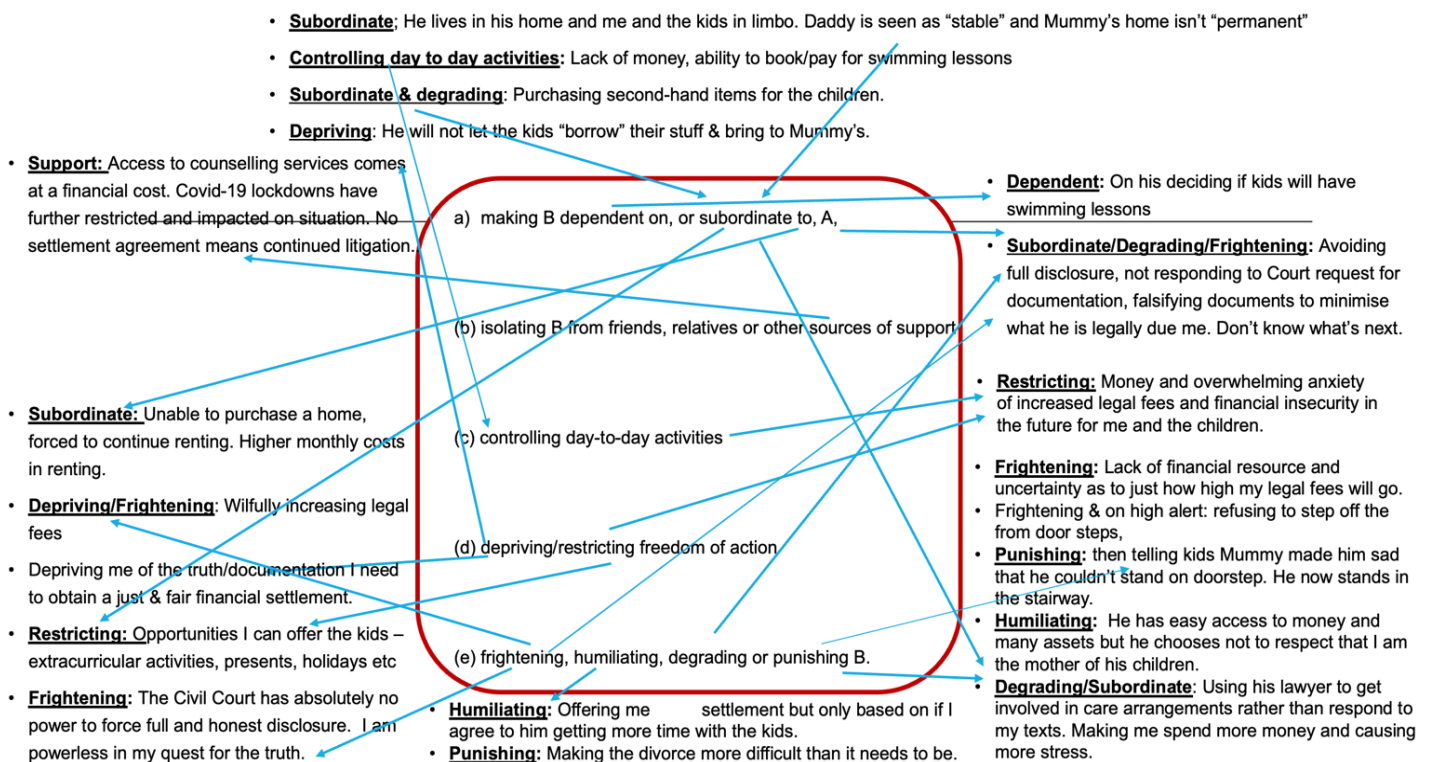 • Subordinate; He lives in his home and me and the kids in limbo. Daddy is seen as “stable” and Mummy’s home isn’t “permanent”
• Controlling day to day activities: Lack of money, ability to book/pay for swimming lessons
• Subordinate & degrading: Purchasing second-hand items for the children.
• Depriving: He will not let the kids “borrow” their stuff & bring to Mummy’s.
• Support: Access to counselling services comes
at a financial cost. Covid-19 lockdowns have
further restricted and impacted on situation. No
settlement agreement means continued litigation.
• Subordinate: Unable to purchase a home,
forced to continue renting. Higher monthly costs
in renting.
• Depriving/Frightening: Wilfully increasing legal
fees
• Depriving me of the truth/documentation I need
to obtain a just & fair financial settlement.
• Restricting: Opportunities I can offer the kids –
extracurricular activities, presents, holidays etc
• Frightening: The Civil Court has absolutely no
power to force full and honest disclosure. I am
powerless in my quest for the truth.
a) making B dependent on, or subordinate to, A,
(b) isolating B from friends, relatives or other sources of support
(c) controlling day-to-day activities
(d) depriving/restricting freedom of action
(e) frightening, humiliating, degrading or punishing B.
• Humiliating: Offering me settlement but only based on if I
agree to him getting more time with the kids.
• Punishing: Making the divorce more difficult than it needs to be.
• Dependent: On his deciding if kids will have
swimming lessons
• Subordinate/Degrading/Frightening: Avoiding
full disclosure, not responding to Court request for
documentation, falsifying documents to minimise
what he is legally due me. Don’t know what’s next.
• Restricting: Money and overwhelming anxiety
of increased legal fees and financial insecurity in
the future for me and the children.
• Frightening: Lack of financial resource and
uncertainty as to just how high my legal fees will go.
• Frightening & on high alert: refusing to step off the
from door steps,
• Punishing: then telling kids Mummy made him sad
that he couldn’t stand on doorstep. He now stands in
the stairway.
• Humiliating: He has easy access to money and
many assets but he chooses not to respect that I am
the mother of his children.
• Degrading/Subordinate: Using his lawyer to get
involved in care arrangements rather than respond to
my texts. Making me spend more money and causing
more stress.